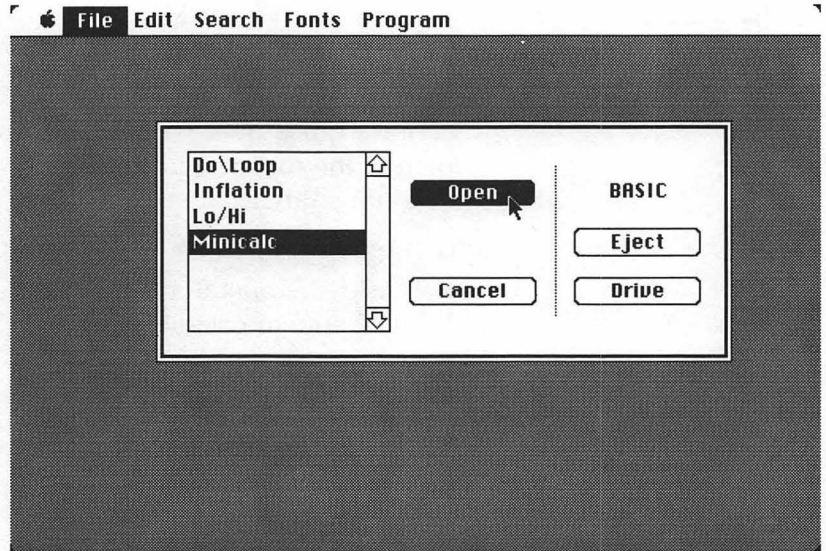 File Edit Search Fonts Program
Do\Loop
Inflation
Lo/Hi
Minicalc
Open
Cancel
BASIC
Eject
Drive